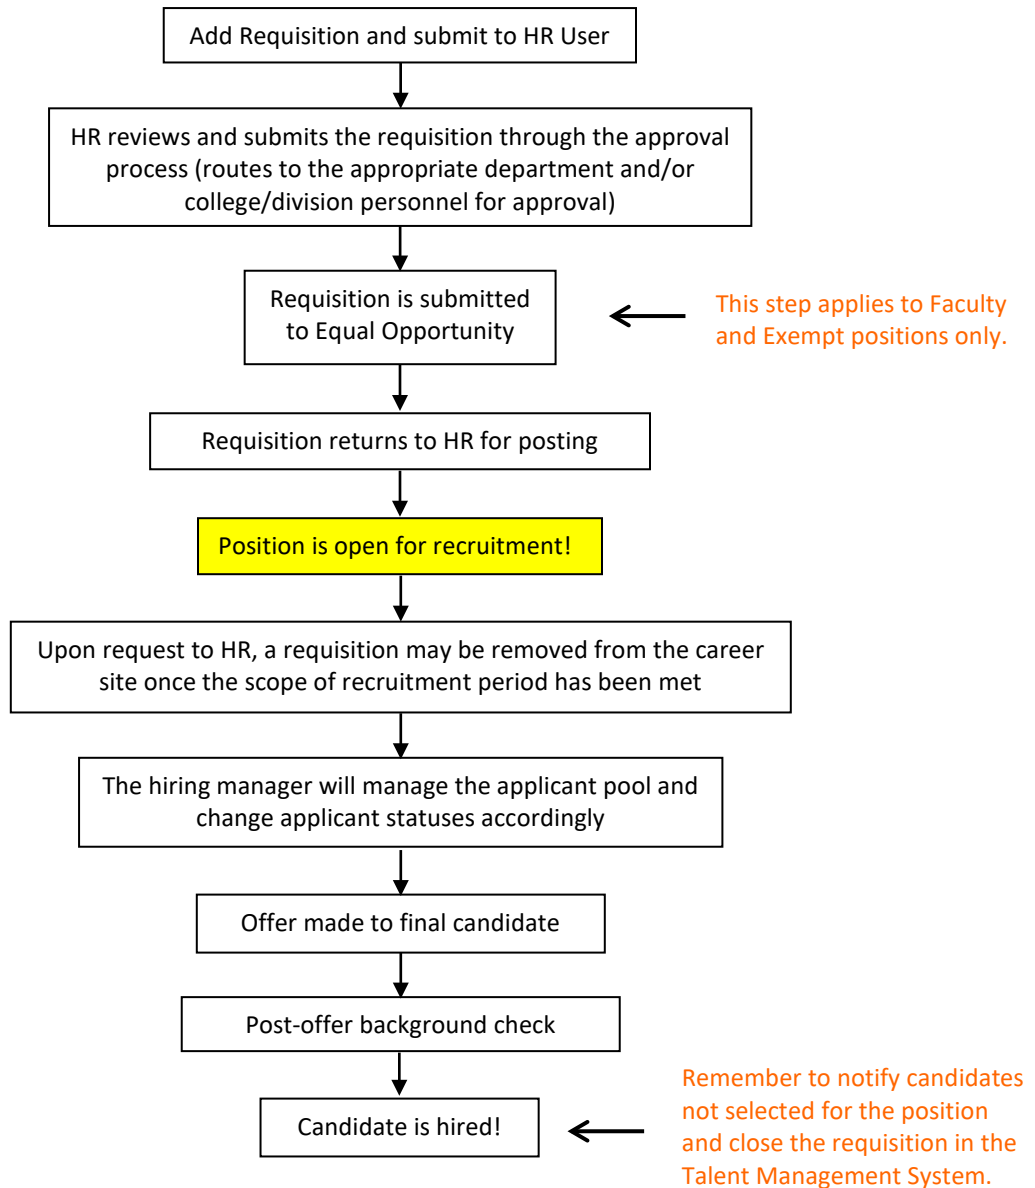 Add Requisition and submit to HR User
HR reviews and submits the requisition through the approval
process (routes to the appropriate department and/or
college/division personnel for approval)
Requisition is submitted
to Equal Opportunity
This step applies to Faculty
and Exempt positions only.
Requisition returns to HR for posting
Position is open for recruitment!
Upon request to HR, a requisition may be removed from the career
site once the scope of recruitment period has been met
The hiring manager will manage the applicant pool and
change applicant statuses accordingly
Offer made to final candidate
Post-offer background check
Candidate is hired!
Remember to notify candidates
not selected for the position
and close the requisition in the
Talent Management System.